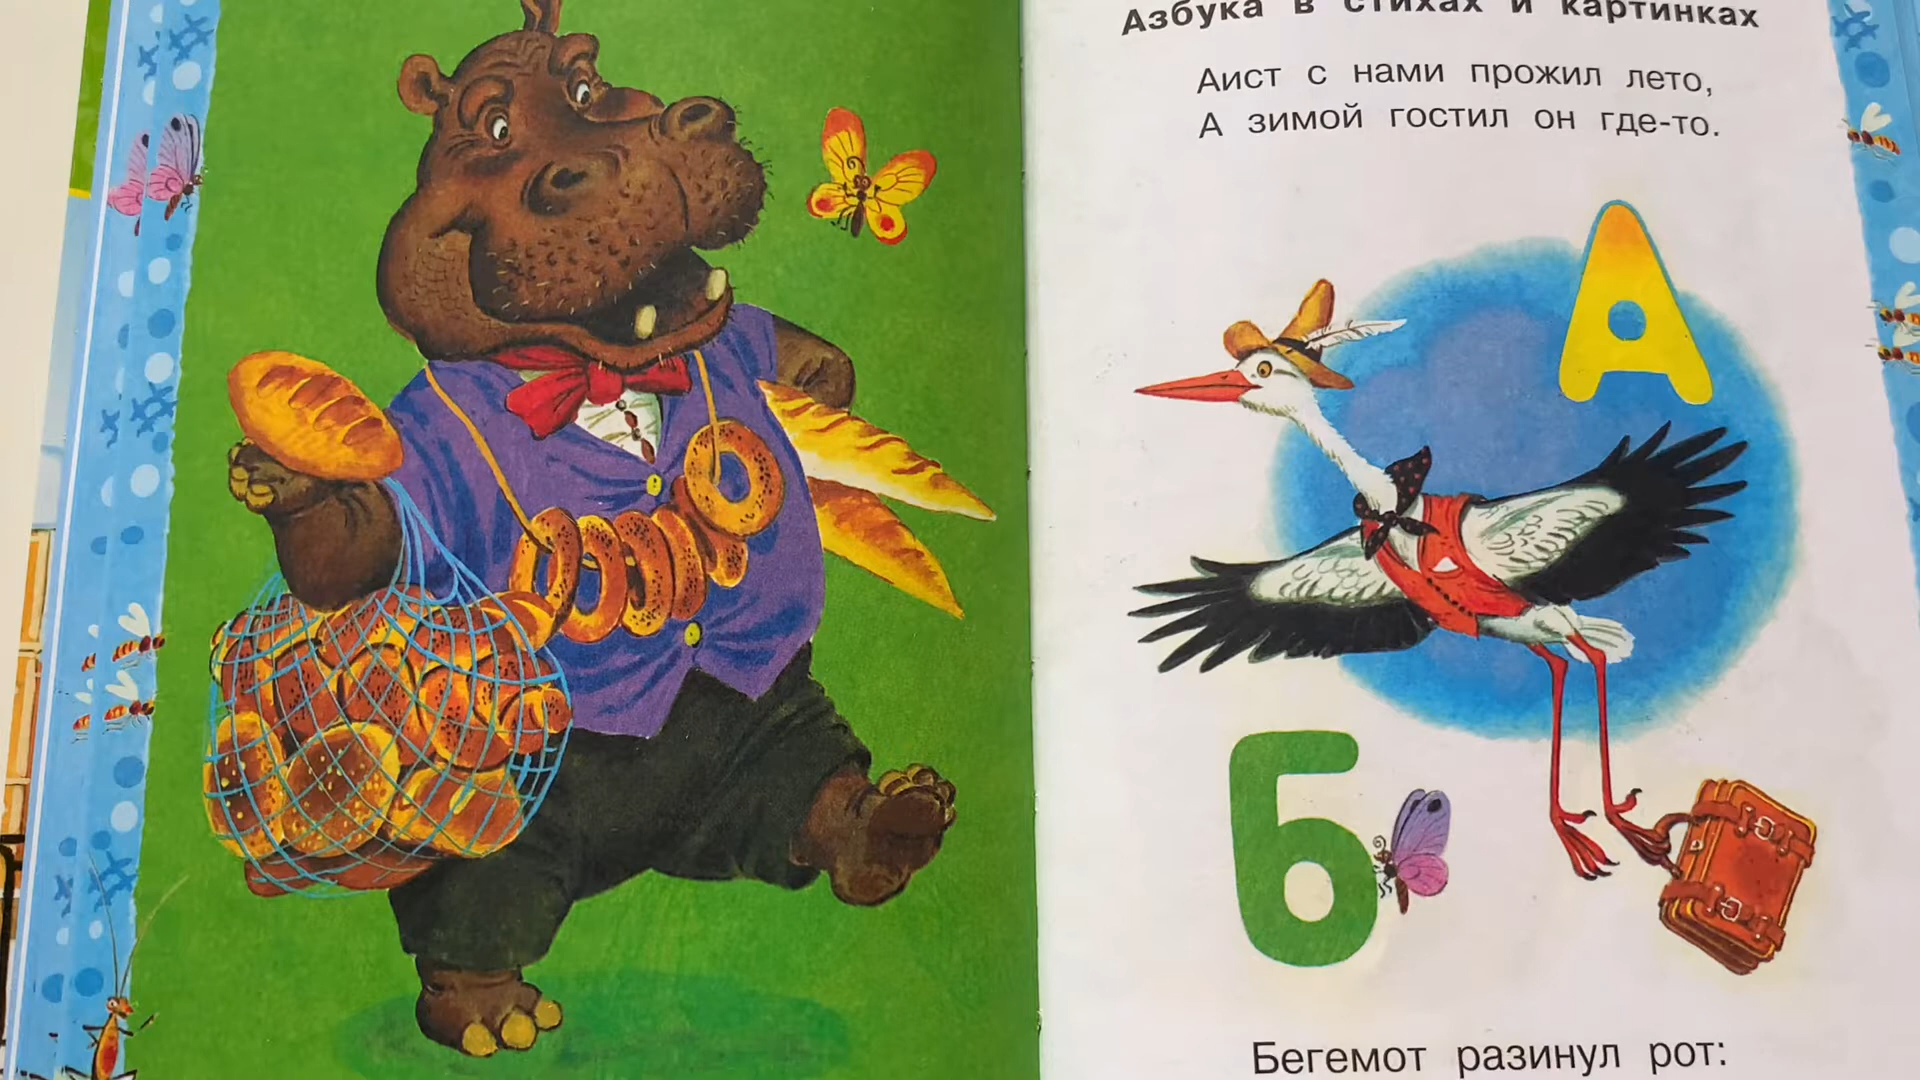 Азбука в стихах и картинках
Аист с нами прожил лето,
А зимой гостил он где-то.
А
Б
Бегемот разинул рот: